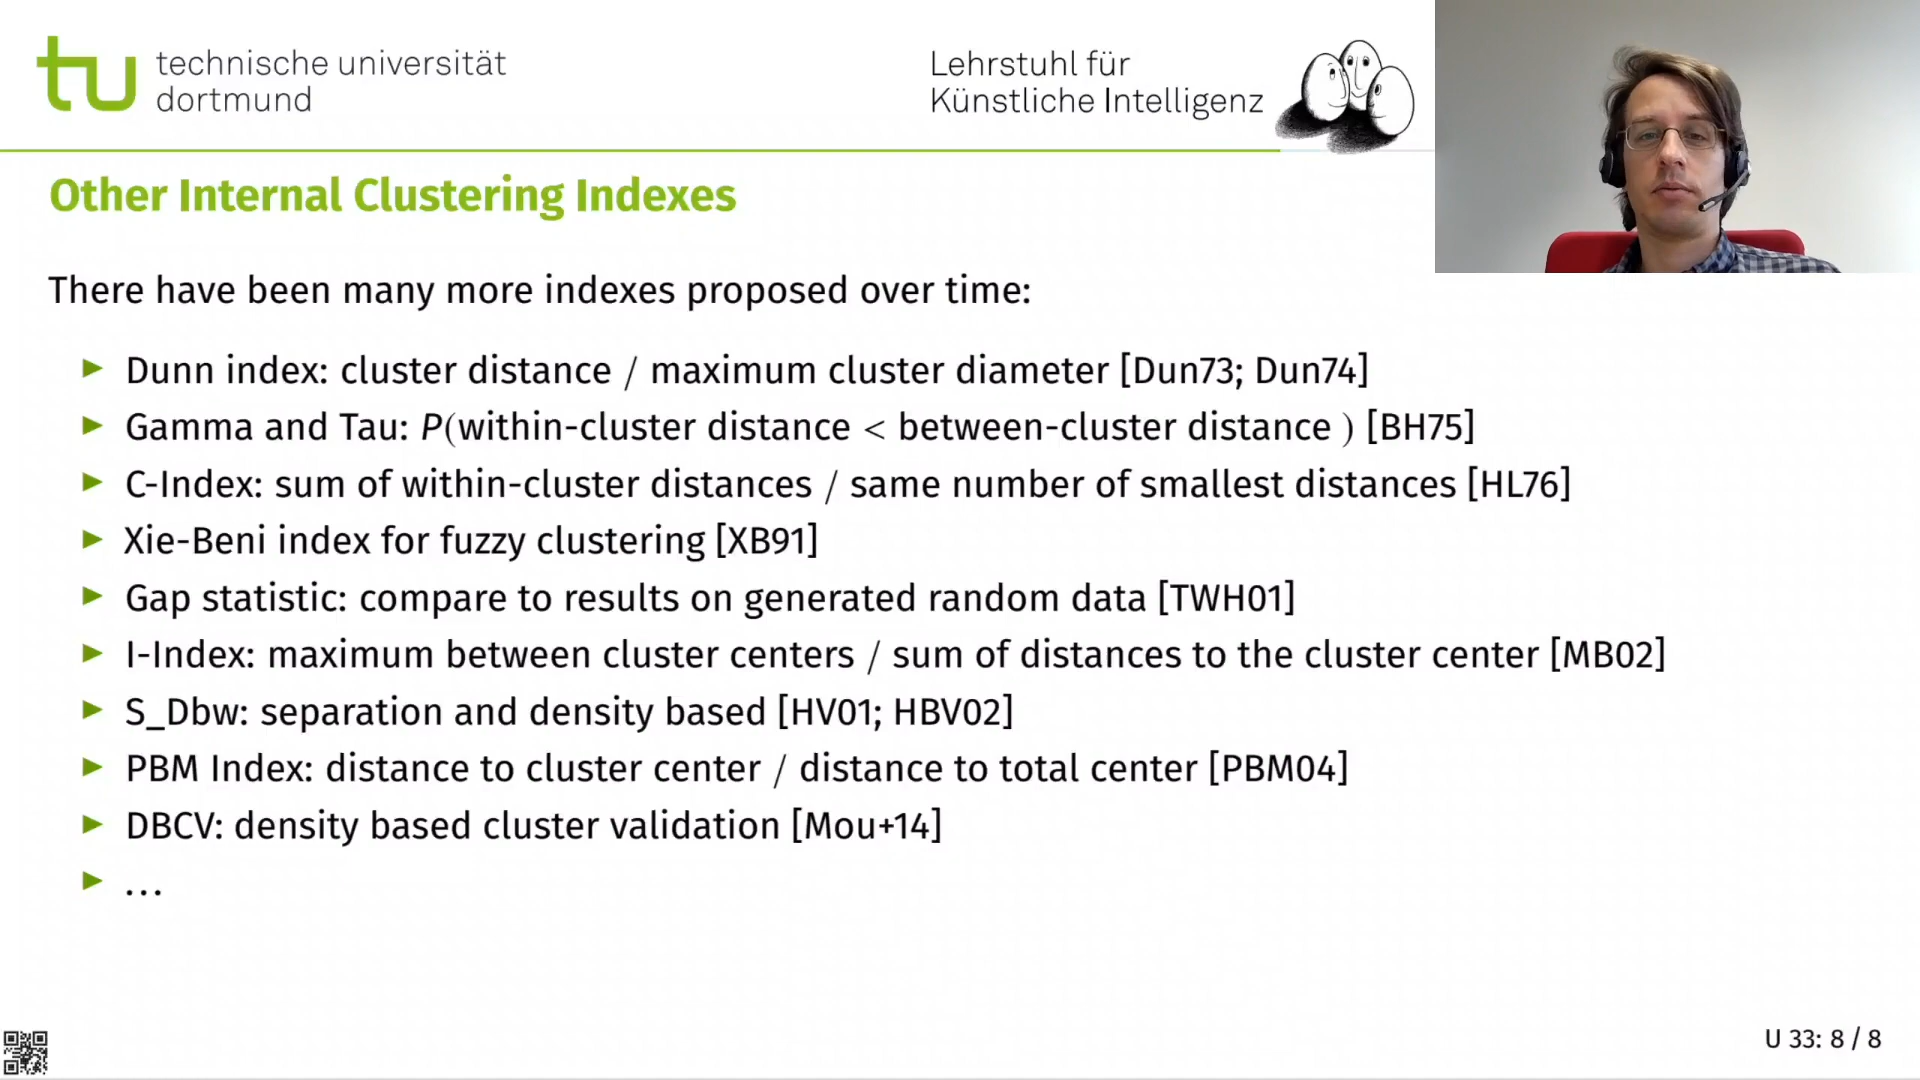 technische universität
dortmund
Lehrstuhl für
Künstliche Intelligenz
Other Internal Clustering Indexes
There have been many more indexes proposed over time:
► Dunn index: cluster distance / maximum cluster diameter [Dun73; Dun74]
► Gamma and Tau: P(within-cluster distance < between-cluster distance ) [BH75]
► C-Index: sum of within-cluster distances / same number of smallest distances [HL76]
► Xie-Beni index for fuzzy clustering [XB91]
► Gap statistic: compare to results on generated random data [TWH01]
► I-Index: maximum between cluster centers / sum of distances to the cluster center [MB02]
► S_Dbw: separation and density based [HV01; HBV02]
► PBM Index: distance to cluster center / distance to total center [PBM04]
► DBCV: density based cluster validation [Mou+14]
► ...
U 33: 8 / 8